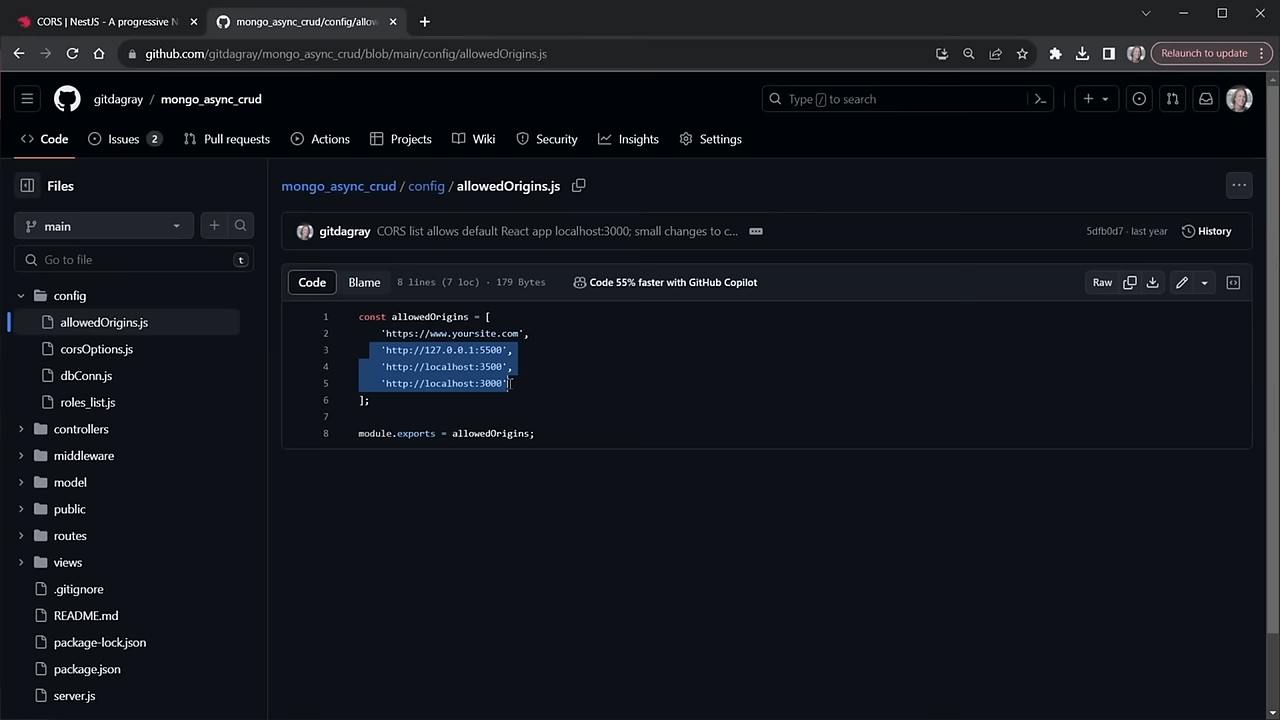 CORS | NestJS - A progressive N
mongo_async_crud/config/allow
github.com/gitdagray/mongo_async_crud/blob/main/config/allowedOrigins.js
Relaunch to update
gitdagray / mongo_async_crud
Type / to search
Code
Issues 2
Pull requests
Actions
Projects
Wiki
Security
Insights
Settings
Files
mongo_async_crud / config / allowedOrigins.js
main
gitdagray CORS list allows default React app localhost:3000; small changes to c...
5dfb0d7 · last year
History
Go to file
t
Code
Blame
8 lines (7 loc) · 179 Bytes
Code 55% faster with GitHub Copilot
Raw
config
allowedOrigins.js
corsOptions.js
dbConn.js
roles_list.js
controllers
middleware
model
public
routes
views
.gitignore
README.md
package-lock.json
package.json
server.js
1 const allowedOrigins = [
2 'https://www.yoursite.com',
3 'http://127.0.0.1:5500',
4 'http://localhost:3500',
5 'http://localhost:3000'
6 ];
7
8 module.exports = allowedOrigins;